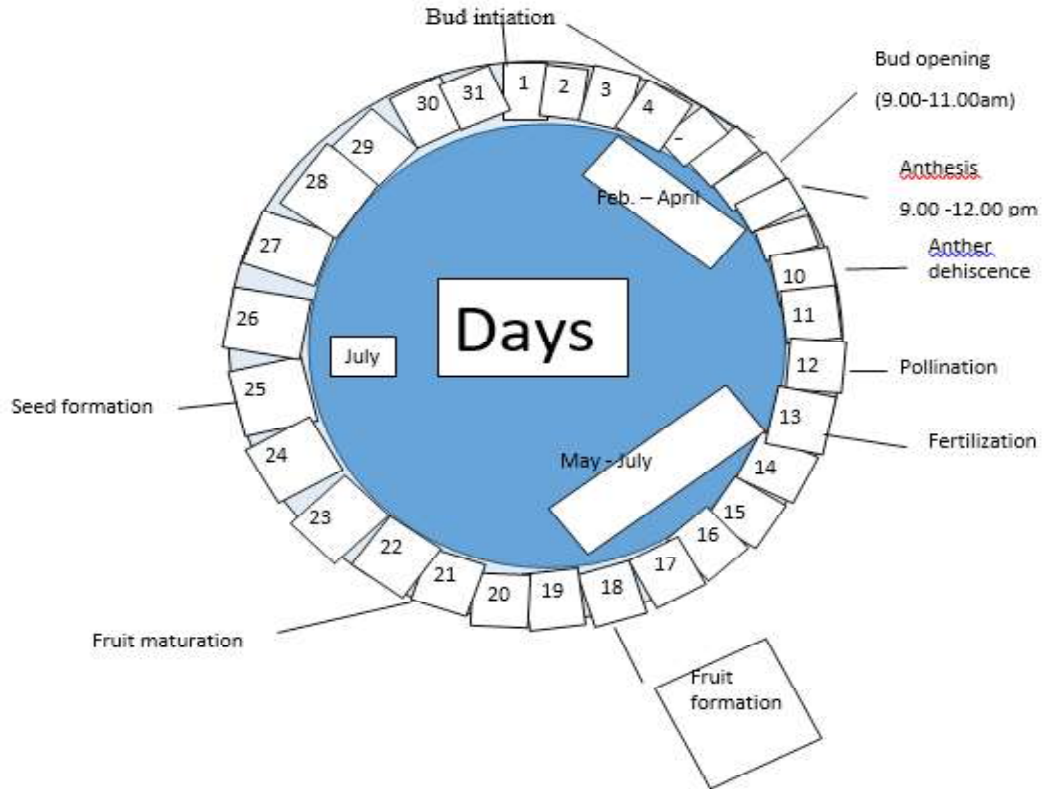 Bud intiation
Bud opening
(9.00-11.00am)
Anthesis
9.00 -12.00 pm
Anther
dehiscence
Pollination
Fertilization
Fruit
formation
Fruit maturation
Seed formation
1
2
3
4
-
10
11
12
13
14
15
16
17
18
19
20
21
22
23
24
25
26
27
28
29
30
31
Feb. – April
Days
July
May - July